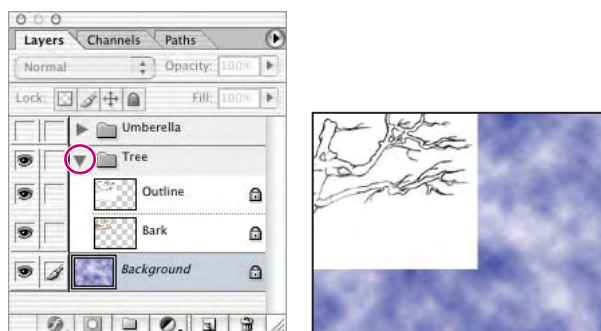 Layers Channels Paths
Normal Opacity: 100%
Lock: Fill: 100%
Umberella
Tree
Outline
Bark
Background